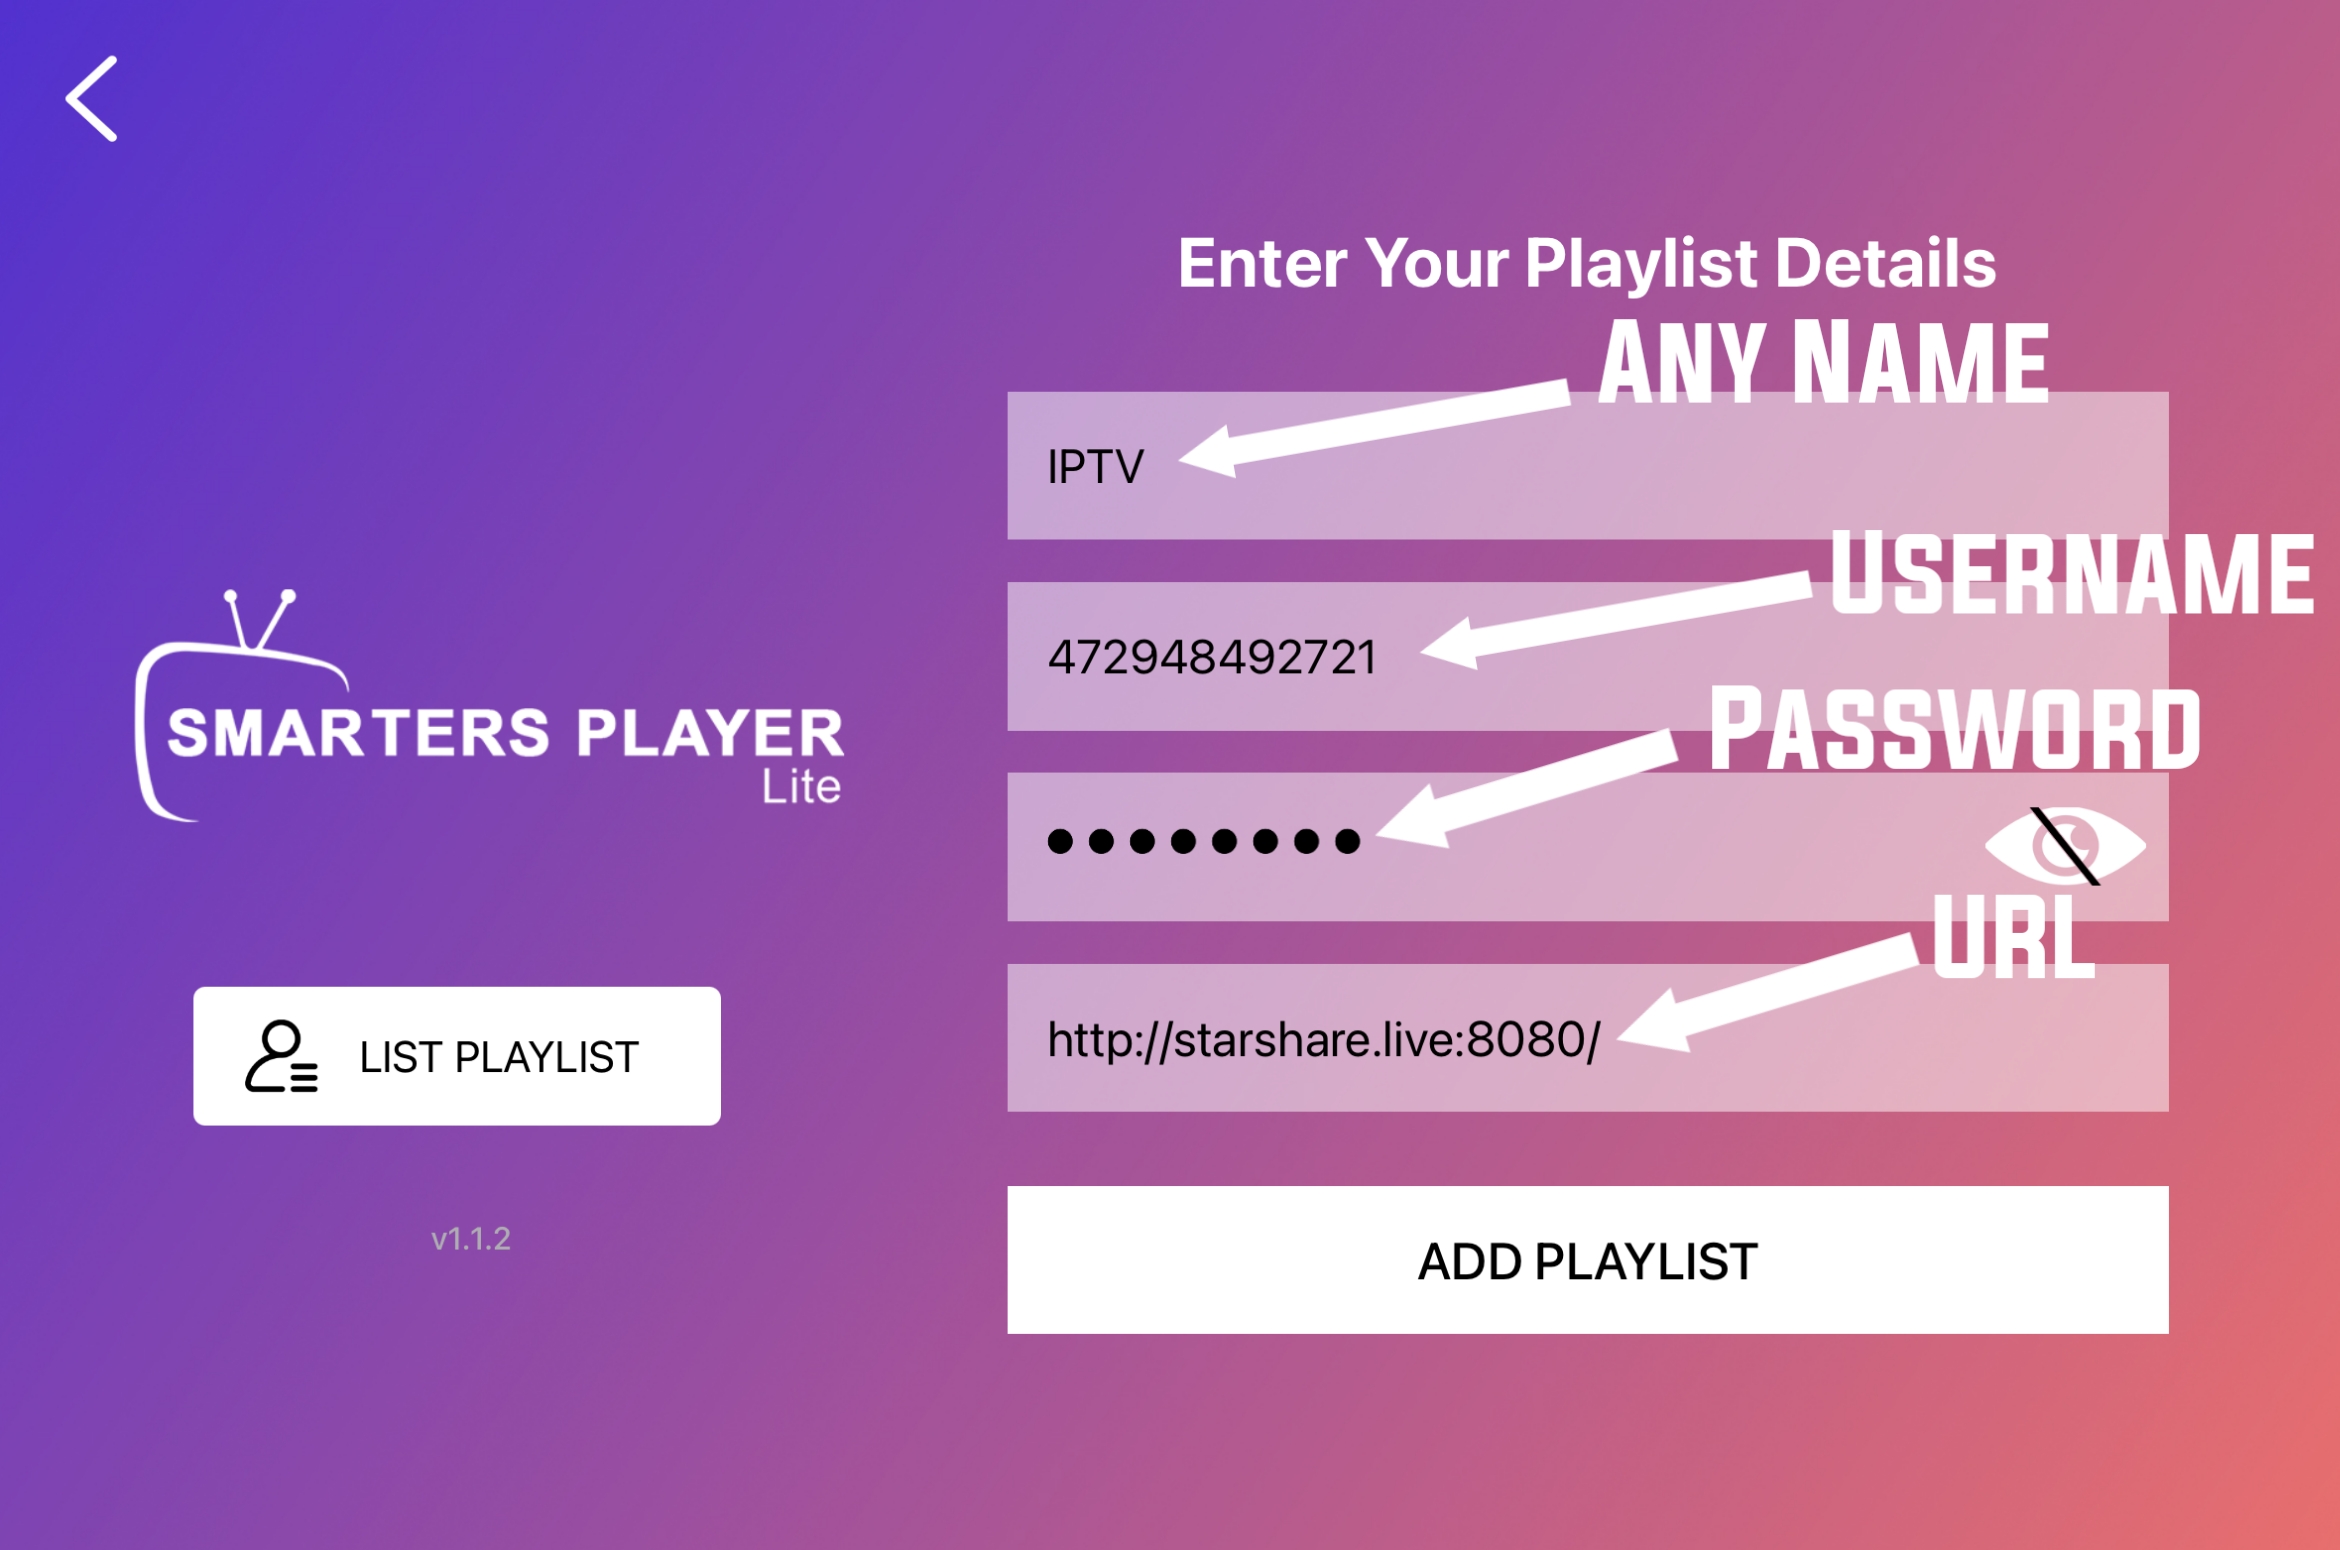 Enter Your Playlist Details
Any Name
IPTV
Username
472948492721
Password
••••••••
URL
http://starshare.live:8080/
ADD PLAYLIST
SMARTERS PLAYER
Lite
LIST PLAYLIST
v1.1.2